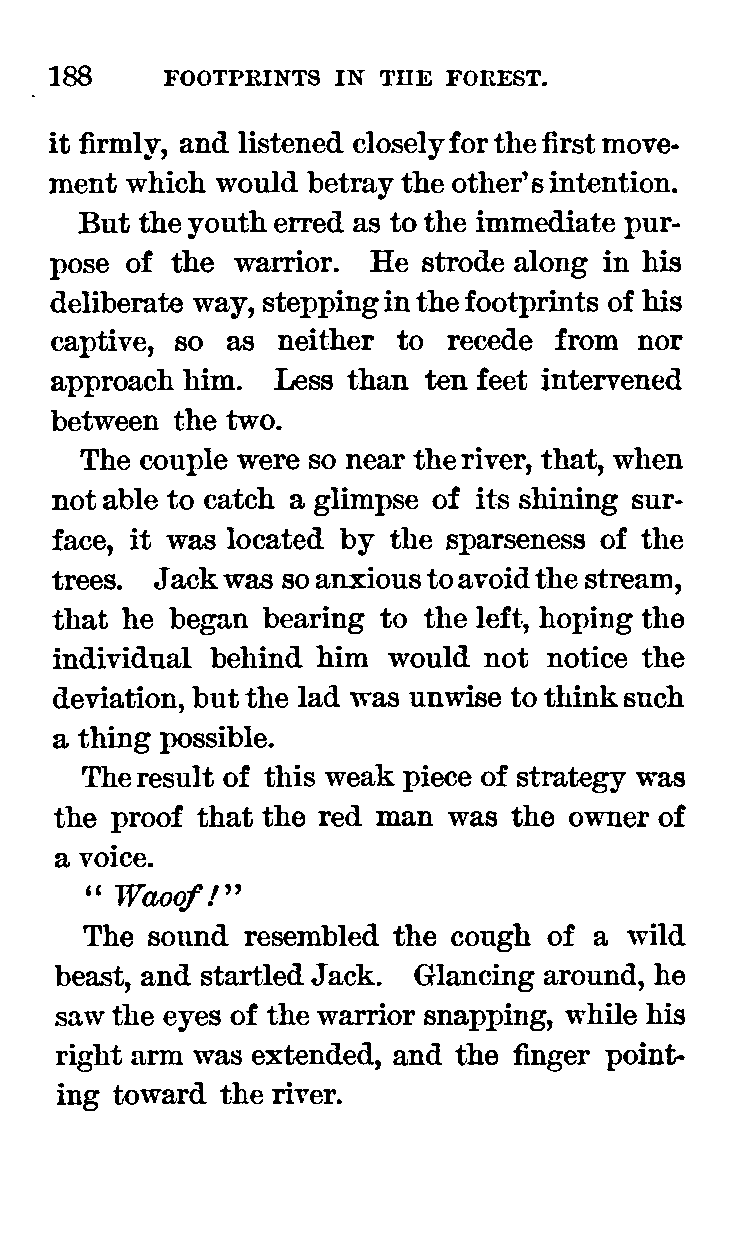 188 FOOTPRINTS IN THE FOREST.
it firmly, and listened closely for the first move-
ment which would betray the other's intention.
But the youth erred as to the immediate pur-
pose of the warrior. He strode along in his
deliberate way, stepping in the footprints of his
captive, so as neither to recede from nor
approach him. Less than ten feet intervened
between the two.
The couple were so near the river, that, when
not able to catch a glimpse of its shining sur-
face, it was located by the sparseness of the
trees. Jack was so anxious to avoid the stream,
that he began bearing to the left, hoping the
individual behind him would not notice the
deviation, but the lad was unwise to think such
a thing possible.
The result of this weak piece of strategy was
the proof that the red man was the owner of
a voice.
" Waoof!"
The sound resembled the cough of a wild
beast, and startled Jack. Glancing around, he
saw the eyes of the warrior snapping, while his
right arm was extended, and the finger point-
ing toward the river.